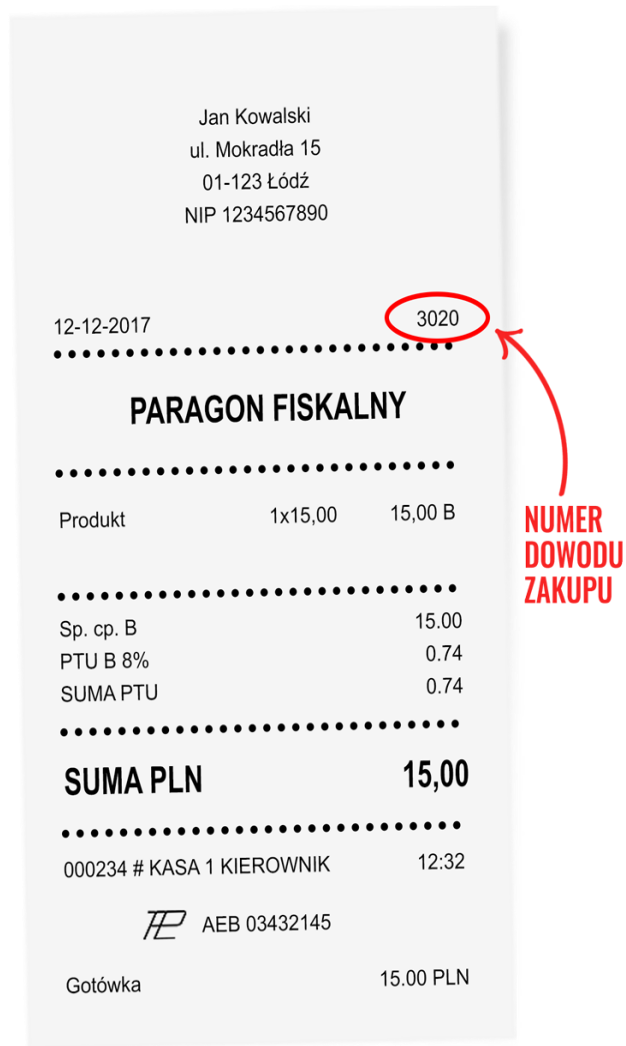 Jan Kowalski
ul. Mokradła 15
01-123 Łódź
NIP 1234567890
12-12-2017 3020
PARAGON FISKALNY
Produkt 1x15,00 15,00 B
NUMER
DOWODU
ZAKUPU
Sp. cp. B 15.00
PTU B 8% 0.74
SUMA PTU 0.74
SUMA PLN 15,00
000234 # KASA 1 KIEROWNIK 12:32
AEB 03432145
Gotówka 15.00 PLN